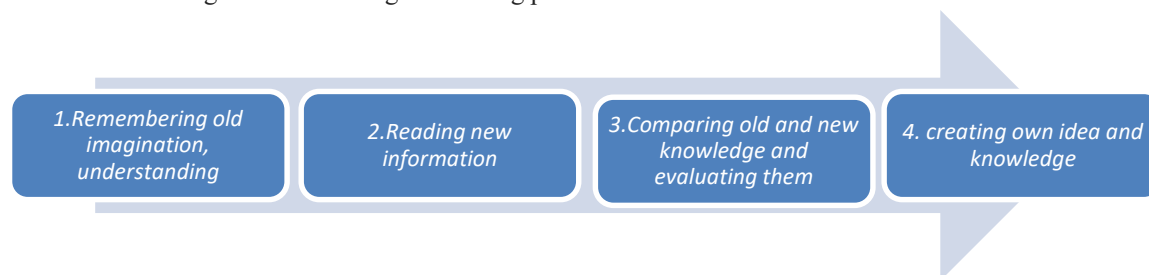 1.Remembering old
imagination,
understanding
2.Reading new
information
3.Comparing old and new
knowledge and
evaluating them
4. creating own idea and
knowledge